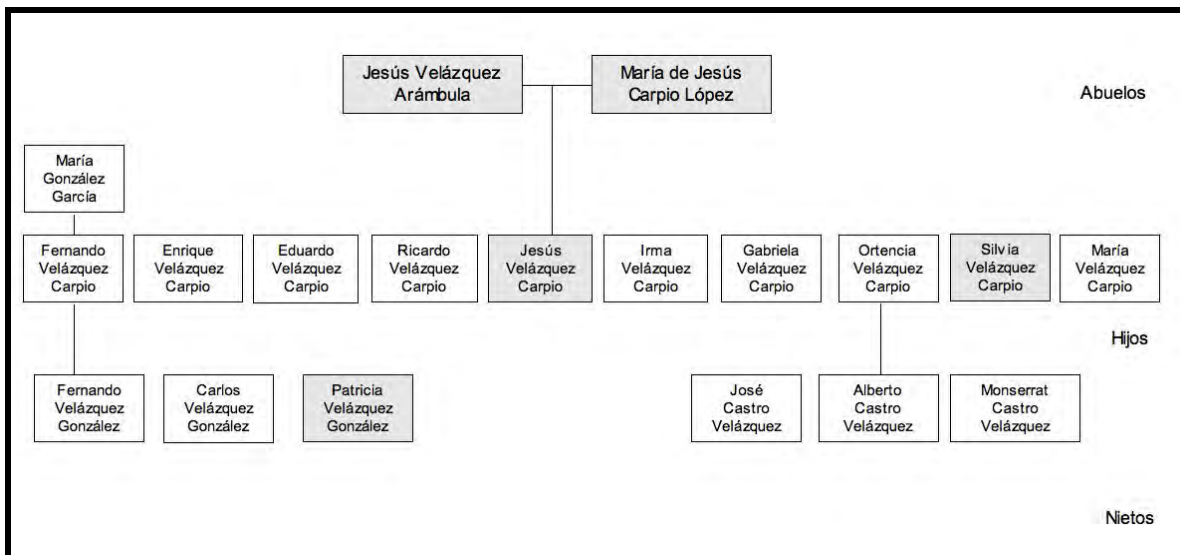 Jesús Velázquez
Arámbula
María de Jesús
Carpio López
Abuelos
María
González
García
Fernando
Velázquez
Carpio
Enrique
Velázquez
Carpio
Eduardo
Velázquez
Carpio
Ricardo
Velázquez
Carpio
Jesús
Velázquez
Carpio
Irma
Velázquez
Carpio
Gabriela
Velázquez
Carpio
Ortencia
Velázquez
Carpio
Silvia
Velázquez
Carpio
María
Velázquez
Carpio
Hijos
Fernando
Velázquez
González
Carlos
Velázquez
González
Patricia
Velázquez
González
José
Castro
Velázquez
Alberto
Castro
Velázquez
Monserrat
Castro
Velázquez
Nietos